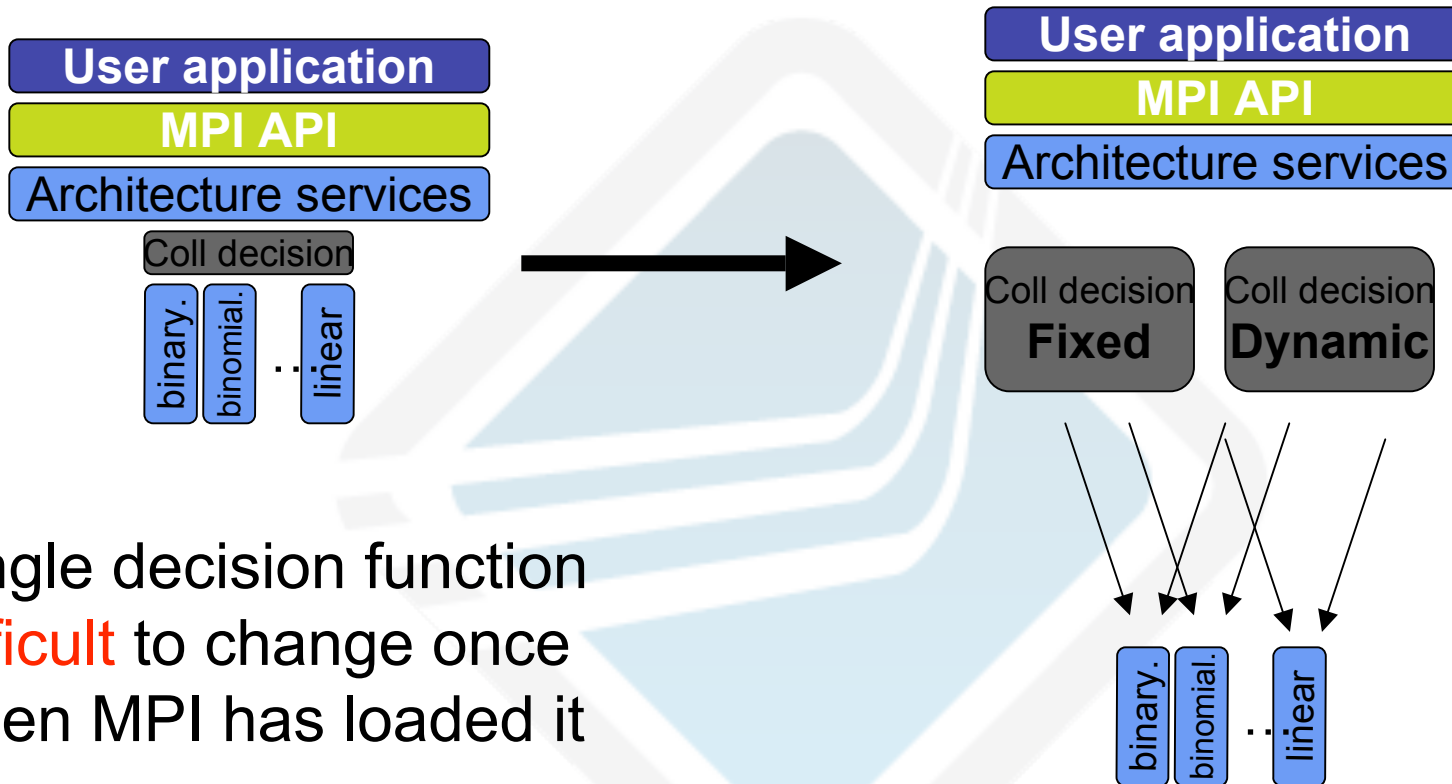 User application
MPI API
Architecture services
Coll decision
binary.
binomial.
...
linear
ngle decision function
ficult to change once
en MPI has loaded it
User application
MPI API
Architecture services
Coll decision
Fixed
Coll decision
Dynamic
binary.
binomial.
...
linear